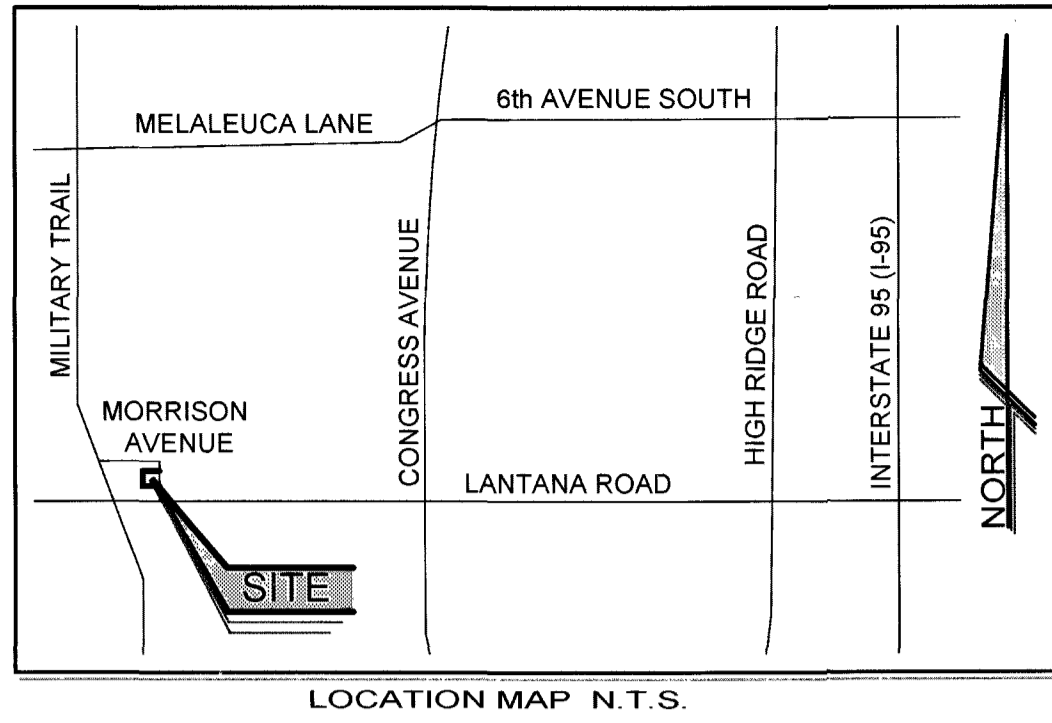 6th AVENUE SOUTH
MELALEUCA LANE
MILITARY TRAIL
CONGRESS AVENUE
HIGH RIDGE ROAD
INTERSTATE 95 (I-95)
MORRISON
AVENUE
LANTANA ROAD
NORTH
SITE
LOCATION MAP N.T.S.